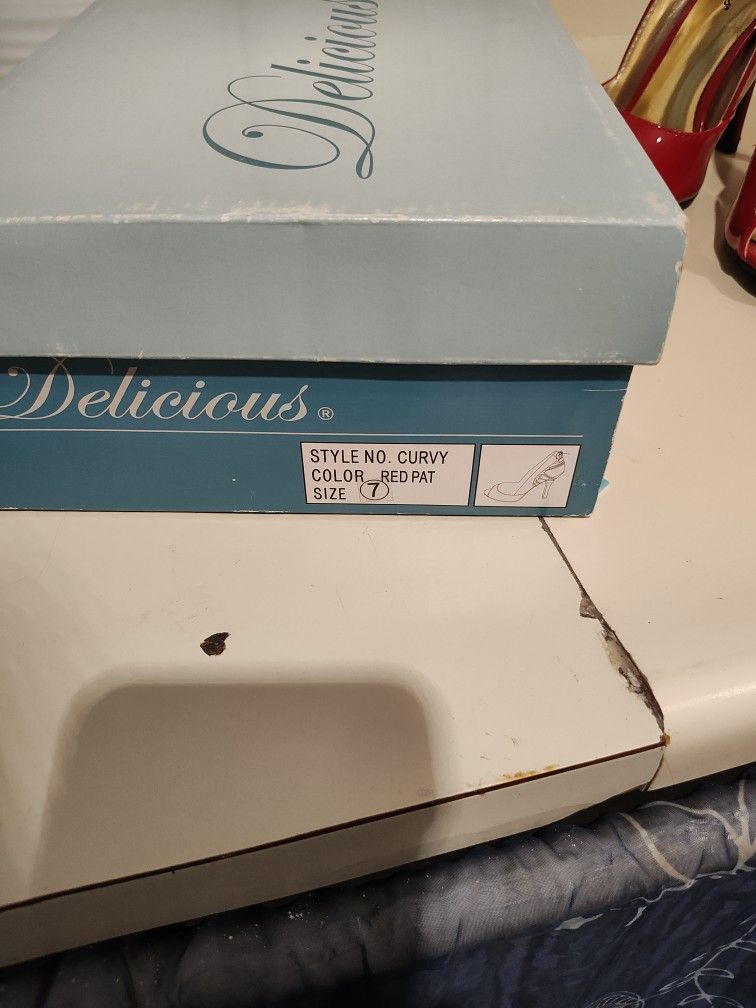 Delicious
Delicious®
STYLE NO. CURVY
COLOR RED PAT
SIZE 7